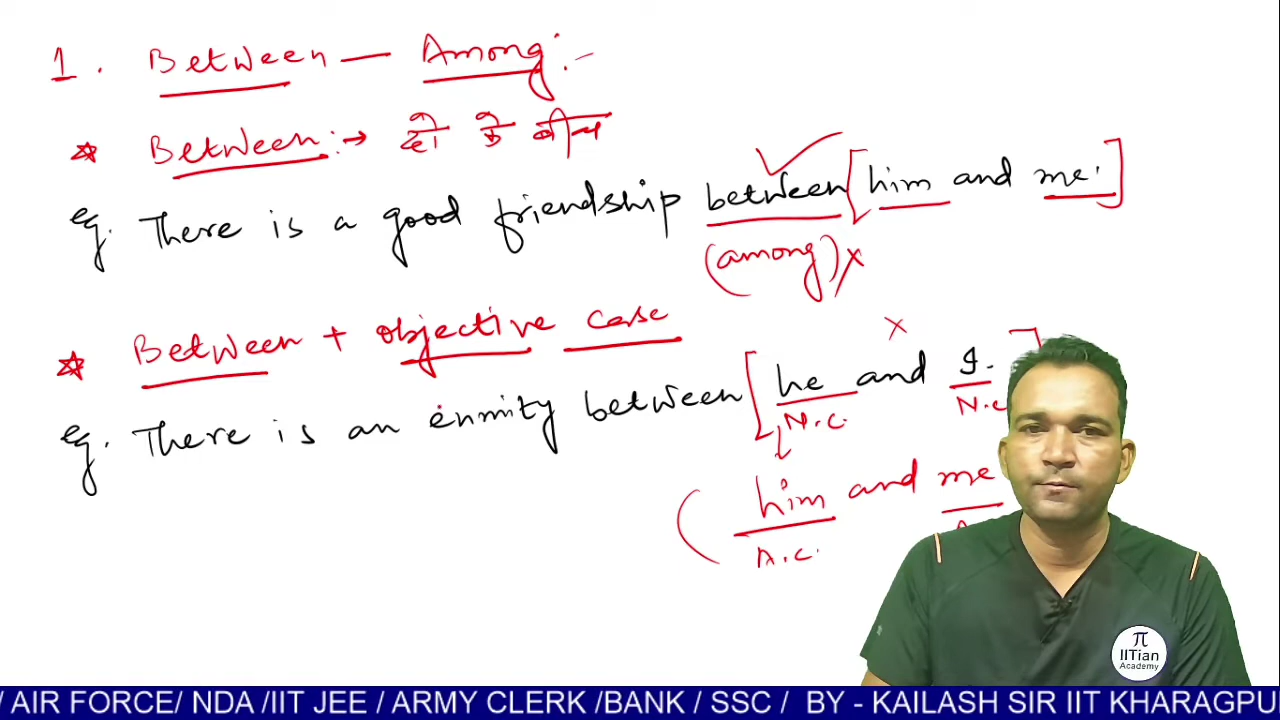 1. Between — Among :-
☆ Between :→ दो के बीच
eg. There is a good friendship between [him and me.]
(among) x
☆ Between + objective case
x
eg. There is an enmity between [he and I.]
N.C. N.C
(him and me
A.C.
π
IITian
Academy
/ AIR FORCE/ NDA /IIT JEE / ARMY CLERK /BANK / SSC / BY - KAILASH SIR IIT KHARAGPU